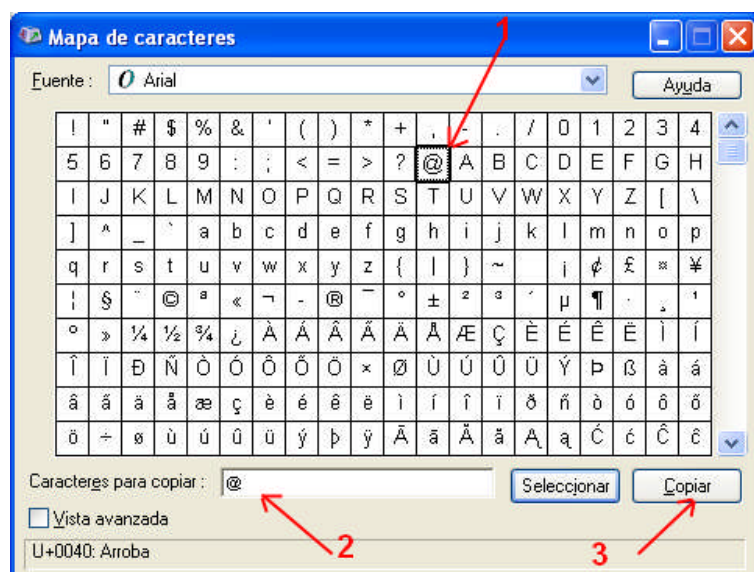 Mapa de caracteres
1
Fuente : O Arial
Ayuda
! " # $ % & ' ( ) * + , - . / 0 1 2 3 4
5 6 7 8 9 : ; < = > ? @ A B C D E F G H
I J K L M N O P Q R S T U V W X Y Z [ \
] ^ _ ` a b c d e f g h i j k l m n o p
q r s t u v w x y z { | } ~ ¡ ¢ £ ¤ ¥
¦ § ¨ © ª « ¬ - ® ¯ ° ± ² ³ ´ µ ¶ · ¸ ¹
º » ¼ ½ ¾ ¿ À Á Â Ã Ä Å Æ Ç È É Ê Ë Ì Í
Î Ï Ð Ñ Ò Ó Ô Õ Ö × Ø Ù Ú Û Ü Ý Þ ß à á
â ã ä å æ ç è é ê ë ì í î ï ð ñ ò ó ô õ
ö ÷ ø ù ú û ü ý þ ÿ Ā ā Ă ă Ą ą Ć ć Ĉ ĉ
Caracteres para copiar : @
Seleccionar
Copiar
Vista avanzada
2
3
U+0040: Arroba